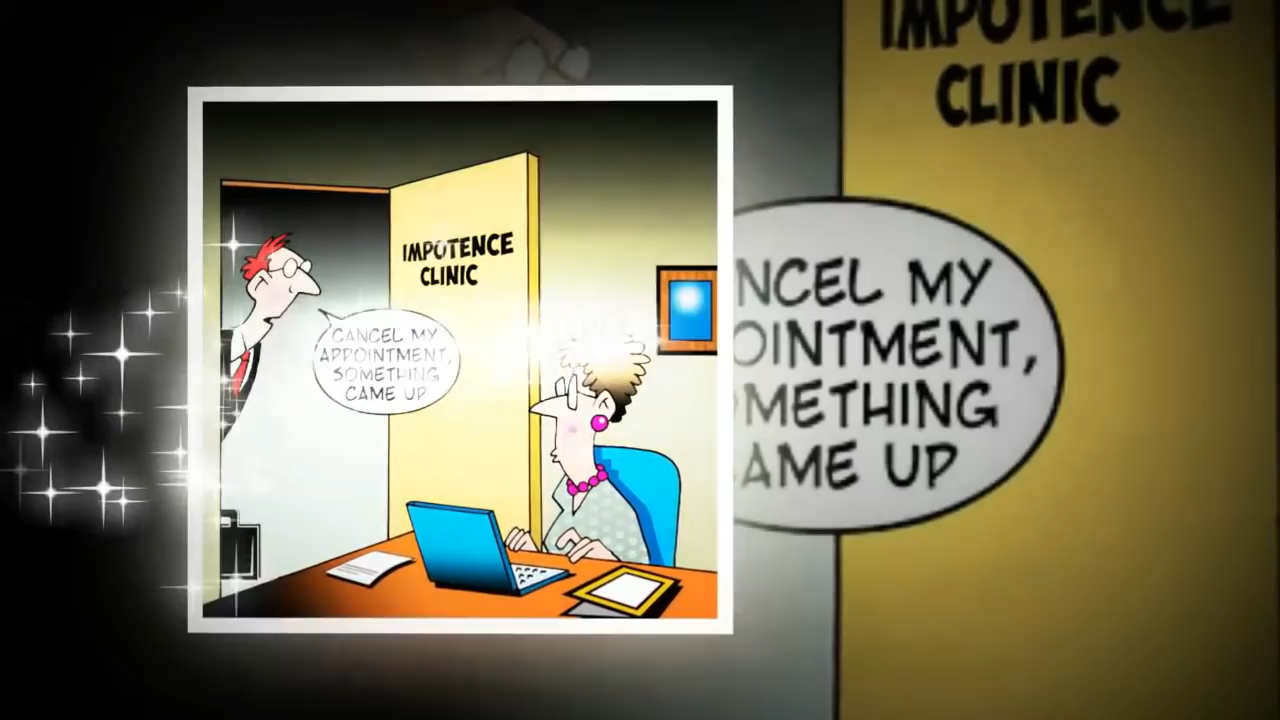 IMPOTENCE
CLINIC
CANCEL MY
APPOINTMENT,
SOMETHING
CAME UP
IMPOTENCE
CLINIC
NCEL MY
OINTMENT,
METHING
AME UP